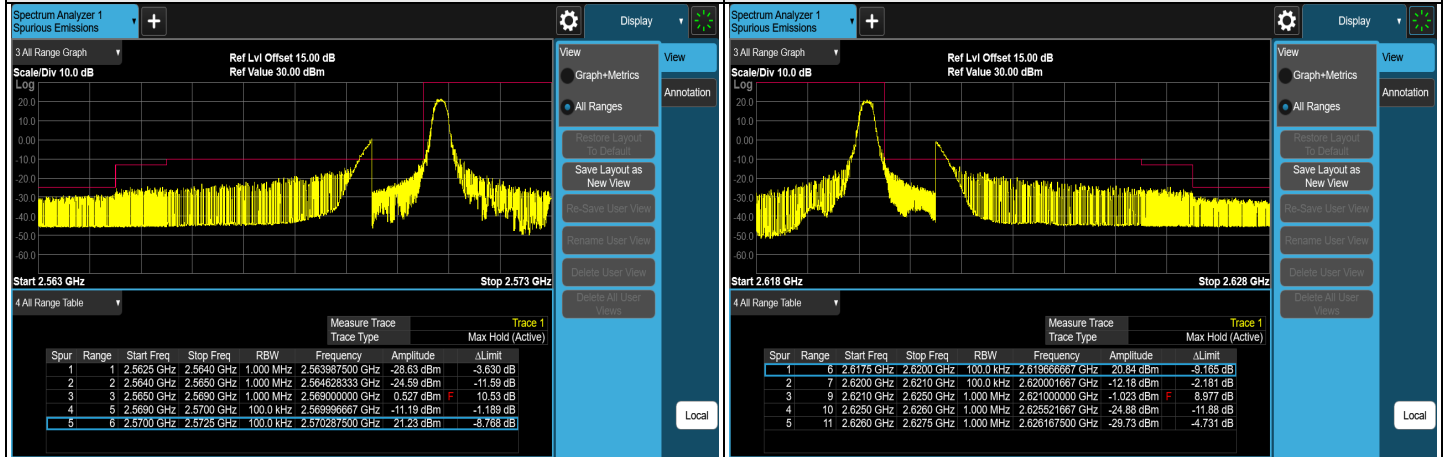 Spectrum Analyzer 1
Spurious Emissions
Display
3 All Range Graph
Ref Lvl Offset 15.00 dB
Scale/Div 10.0 dB
Ref Value 30.00 dBm
Log
20.0
10.0
0.00
-10.0
-20.0
-30.0
-40.0
-50.0
-60.0
Start 2.563 GHz
Stop 2.573 GHz
View
Graph+Metrics
All Ranges
Restore Layout
To Default
Save Layout as
New View
Re-Save User View
Rename User View
Delete User View
Delete All User
Views
View
Annotation
4 All Range Table
Measure Trace Trace 1
Trace Type Max Hold (Active)
Spur Range Start Freq Stop Freq RBW Frequency Amplitude ΔLimit
1 1 2.5625 GHz 2.5640 GHz 1.000 MHz 2.563987500 GHz -28.63 dBm -3.630 dB
2 2 2.5640 GHz 2.5650 GHz 1.000 MHz 2.564628333 GHz -24.59 dBm -11.59 dB
3 3 2.5650 GHz 2.5690 GHz 1.000 MHz 2.569000000 GHz 0.527 dBm F 10.53 dB
4 5 2.5690 GHz 2.5700 GHz 100.0 kHz 2.569996667 GHz -11.19 dBm -1.189 dB
5 6 2.5700 GHz 2.5725 GHz 100.0 kHz 2.570287500 GHz 21.23 dBm -8.768 dB
Local
Spectrum Analyzer 1
Spurious Emissions
Display
3 All Range Graph
Ref Lvl Offset 15.00 dB
Scale/Div 10.0 dB
Ref Value 30.00 dBm
Log
20.0
10.0
0.00
-10.0
-20.0
-30.0
-40.0
-50.0
-60.0
Start 2.618 GHz
Stop 2.628 GHz
View
Graph+Metrics
All Ranges
Restore Layout
To Default
Save Layout as
New View
Re-Save User View
Rename User View
Delete User View
Delete All User
Views
View
Annotation
4 All Range Table
Measure Trace Trace 1
Trace Type Max Hold (Active)
Spur Range Start Freq Stop Freq RBW Frequency Amplitude ΔLimit
1 6 2.6175 GHz 2.6200 GHz 100.0 kHz 2.619666667 GHz 20.84 dBm -9.165 dB
2 7 2.6200 GHz 2.6210 GHz 100.0 kHz 2.620001667 GHz -12.18 dBm -2.181 dB
3 9 2.6210 GHz 2.6250 GHz 1.000 MHz 2.621000000 GHz -1.023 dBm F 8.977 dB
4 10 2.6250 GHz 2.6260 GHz 1.000 MHz 2.625521667 GHz -24.88 dBm -11.88 dB
5 11 2.6260 GHz 2.6275 GHz 1.000 MHz 2.626167500 GHz -29.73 dBm -4.731 dB
Local